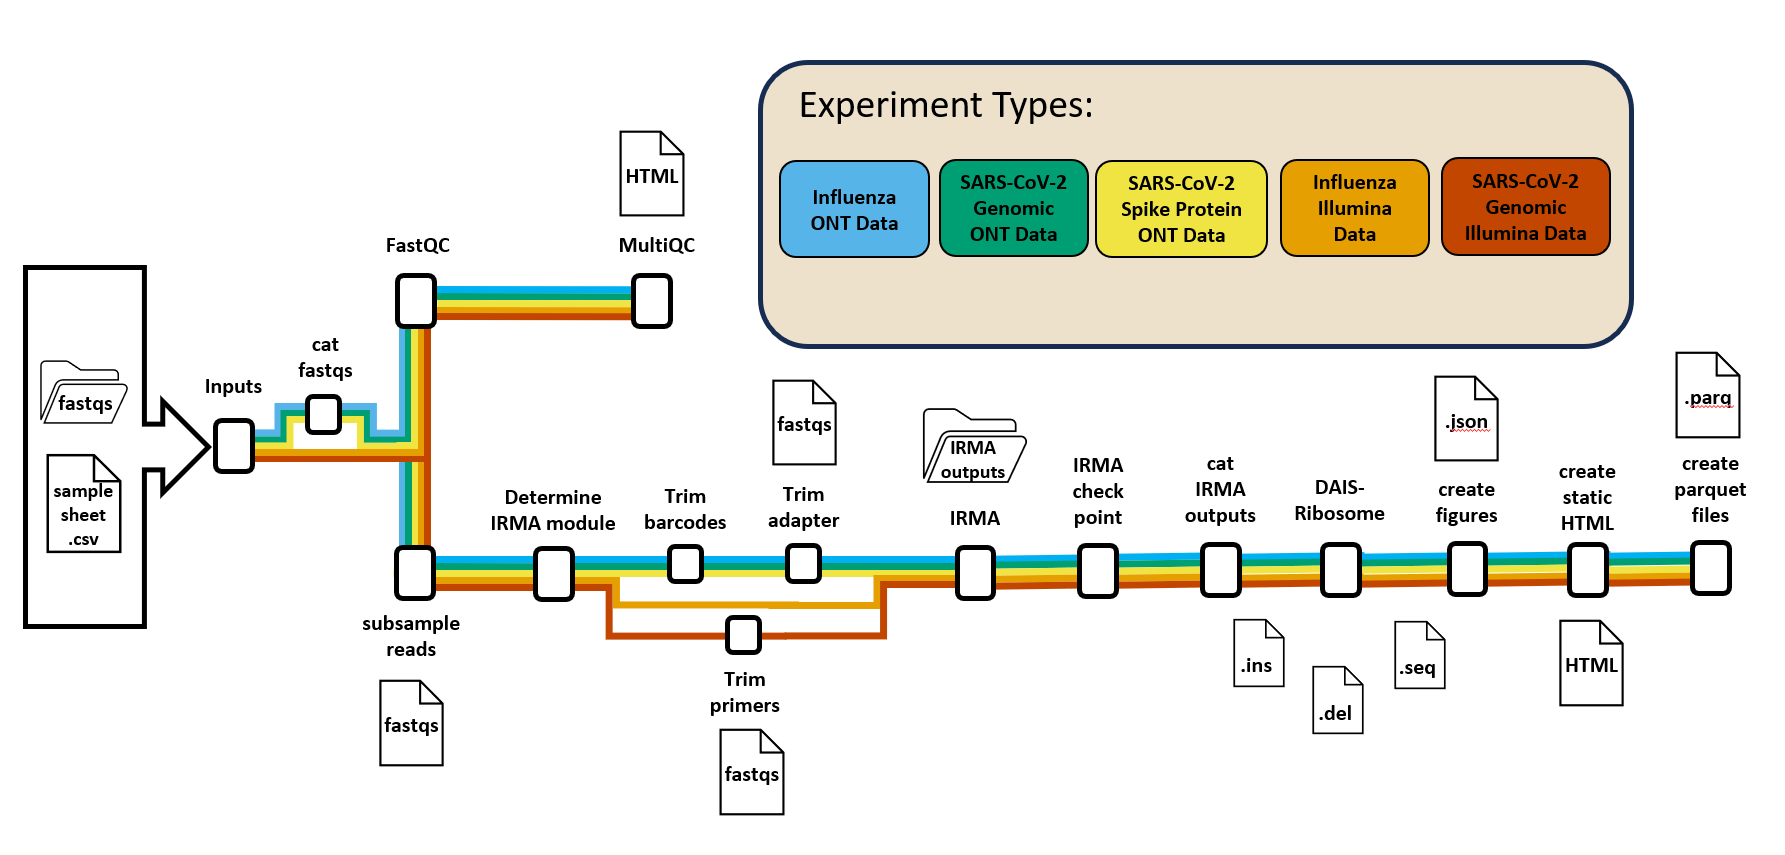 Experiment Types:
Influenza
ONT Data
SARS-CoV-2
Genomic
ONT Data
SARS-CoV-2
Spike Protein
ONT Data
Influenza
Illumina
Data
SARS-CoV-2
Genomic
Illumina Data
HTML
FastQC
MultiQC
cat
fastqs
Inputs
fastqs
sample
sheet
.csv
Determine
IRMA module
Trim
barcodes
fastqs
Trim
adapter
IRMA
outputs
IRMA
IRMA
check
point
cat
IRMA
outputs
DAIS-
Ribosome
.json
create
figures
create
static
HTML
.parq
create
parquet
files
subsample
reads
fastqs
Trim
primers
fastqs
.ins
.del
.seq
HTML